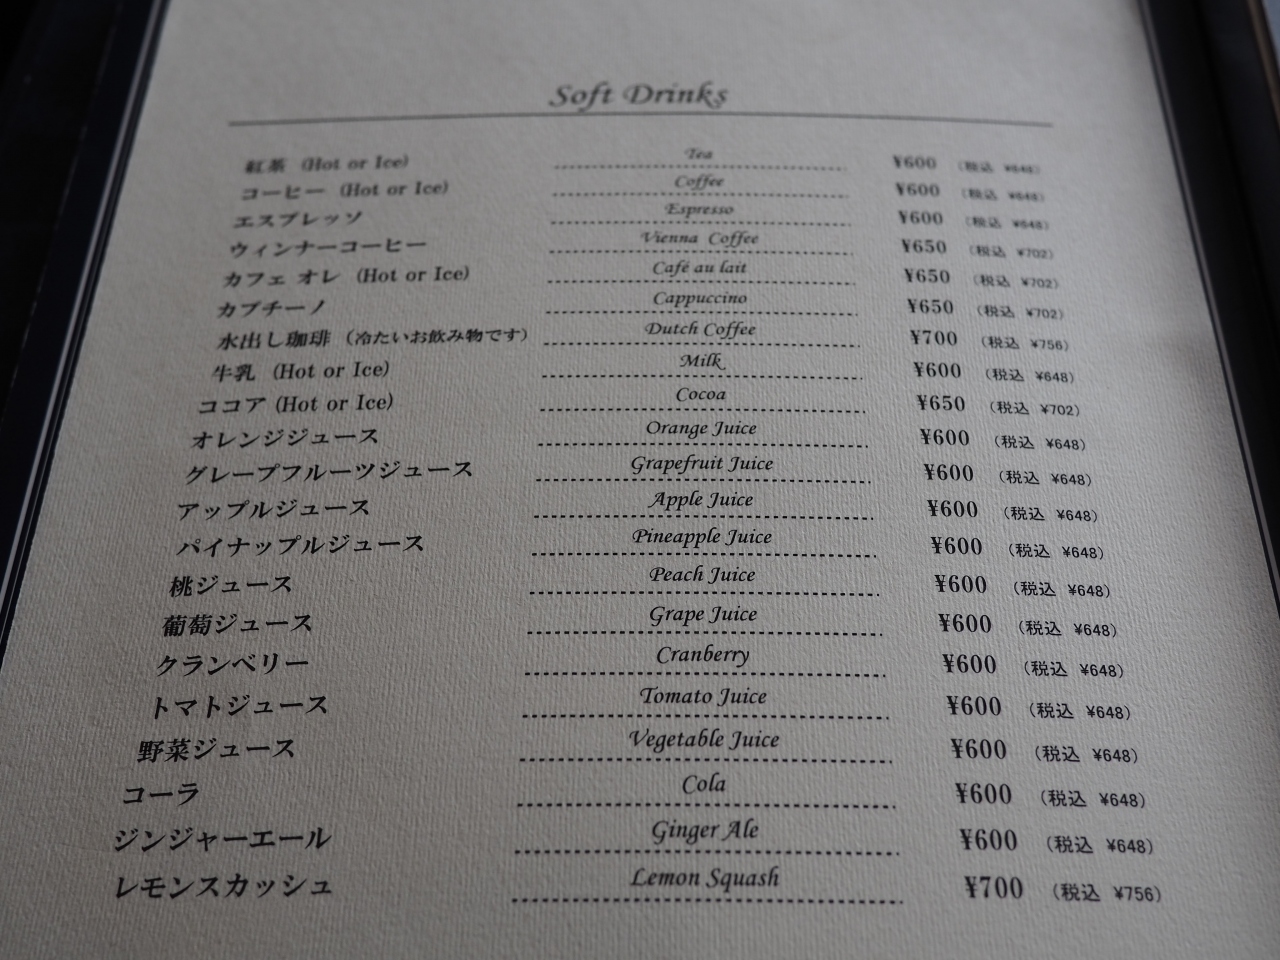 Soft Drinks
紅茶 (Hot or Ice) Tea ¥600 (税込 ¥648)
コーヒー (Hot or Ice) Coffee ¥600 (税込 ¥648)
エスプレッソ Espresso ¥600 (税込 ¥648)
ウィンナーコーヒー Vienna Coffee ¥650 (税込 ¥702)
カフェ オレ (Hot or Ice) Café au lait ¥650 (税込 ¥702)
カプチーノ Cappuccino ¥650 (税込 ¥702)
水出し珈琲 (冷たいお飲み物です) Dutch Coffee ¥700 (税込 ¥756)
牛乳 (Hot or Ice) Milk ¥600 (税込 ¥648)
ココア (Hot or Ice) Cocoa ¥650 (税込 ¥702)
オレンジジュース Orange Juice ¥600 (税込 ¥648)
グレープフルーツジュース Grapefruit Juice ¥600 (税込 ¥648)
アップルジュース Apple Juice ¥600 (税込 ¥648)
パイナップルジュース Pineapple Juice ¥600 (税込 ¥648)
桃ジュース Peach Juice ¥600 (税込 ¥648)
葡萄ジュース Grape Juice ¥600 (税込 ¥648)
クランベリー Cranberry ¥600 (税込 ¥648)
トマトジュース Tomato Juice ¥600 (税込 ¥648)
野菜ジュース Vegetable Juice ¥600 (税込 ¥648)
コーラ Cola ¥600 (税込 ¥648)
ジンジャーエール Ginger Ale ¥600 (税込 ¥648)
レモンスカッシュ Lemon Squash ¥700 (税込 ¥756)